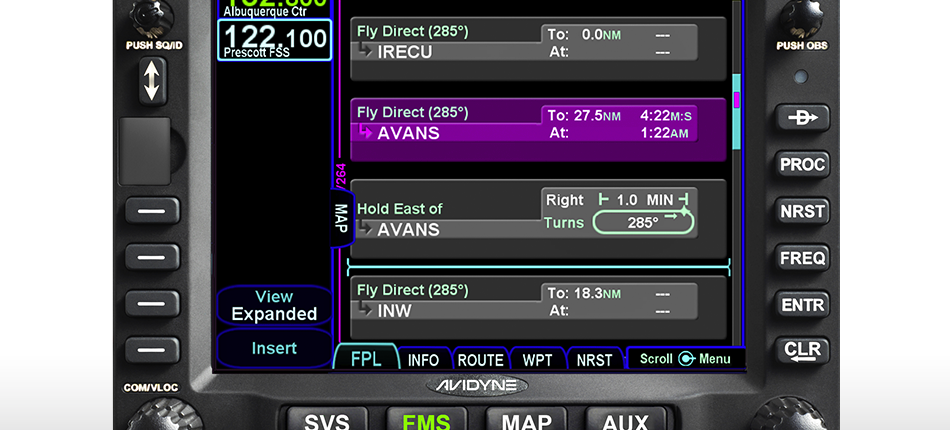 Albuquerque Ctr
122.100
Prescott FSS
PUSH SQ/ID
Fly Direct (285°)
IRECU
To: 0.0NM ---
At: ---
PUSH OBS
Fly Direct (285°)
AVANS
To: 27.5NM 4:22M:S
At: 1:22AM
D
PROC
MAP
Hold East of
AVANS
Right 1.0 MIN
Turns 285°
NRST
FREQ
Fly Direct (285°)
INW
To: 18.3NM ---
At: ---
View
Expanded
Insert
ENTR
CLR
FPL INFO ROUTE WPT NRST Scroll Menu
COM/VLOC
AVIDYNE
SVS FMS MAP AUX